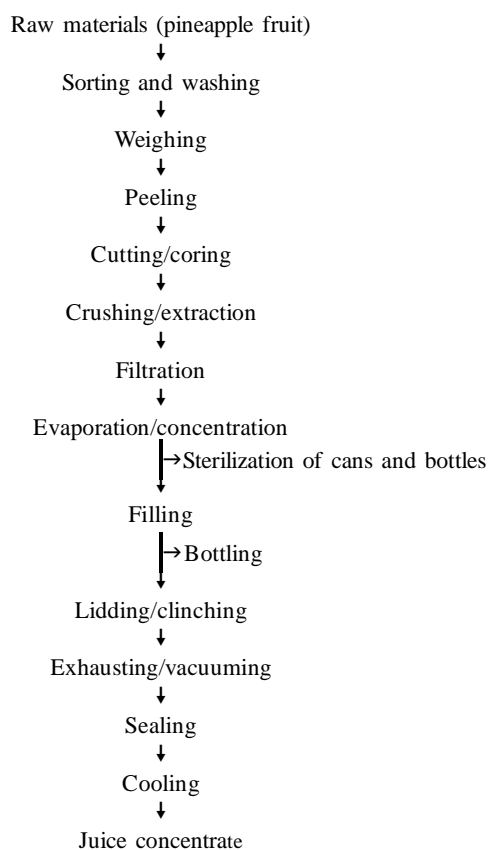 Raw materials (pineapple fruit)
Sorting and washing
Weighing
Peeling
Cutting/coring
Crushing/extraction
Filtration
Evaporation/concentration
Sterilization of cans and bottles
Filling
Bottling
Lidding/clinching
Exhausting/vacuuming
Sealing
Cooling
Juice concentrate